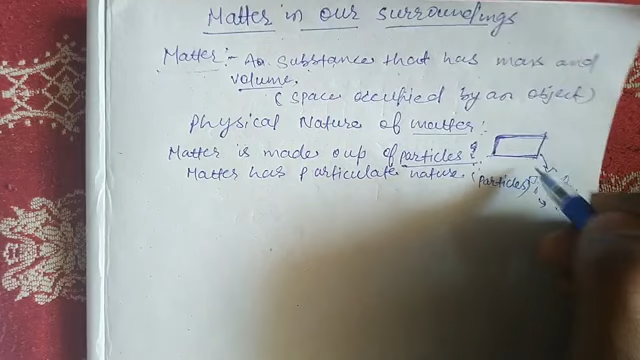 Matter in our surroundings
Matter :- A substance that has mass and
volume.
(space occupied by an object)
Physical Nature of matter :
Matter is made up of particles
Matter has particulate nature. (particles)